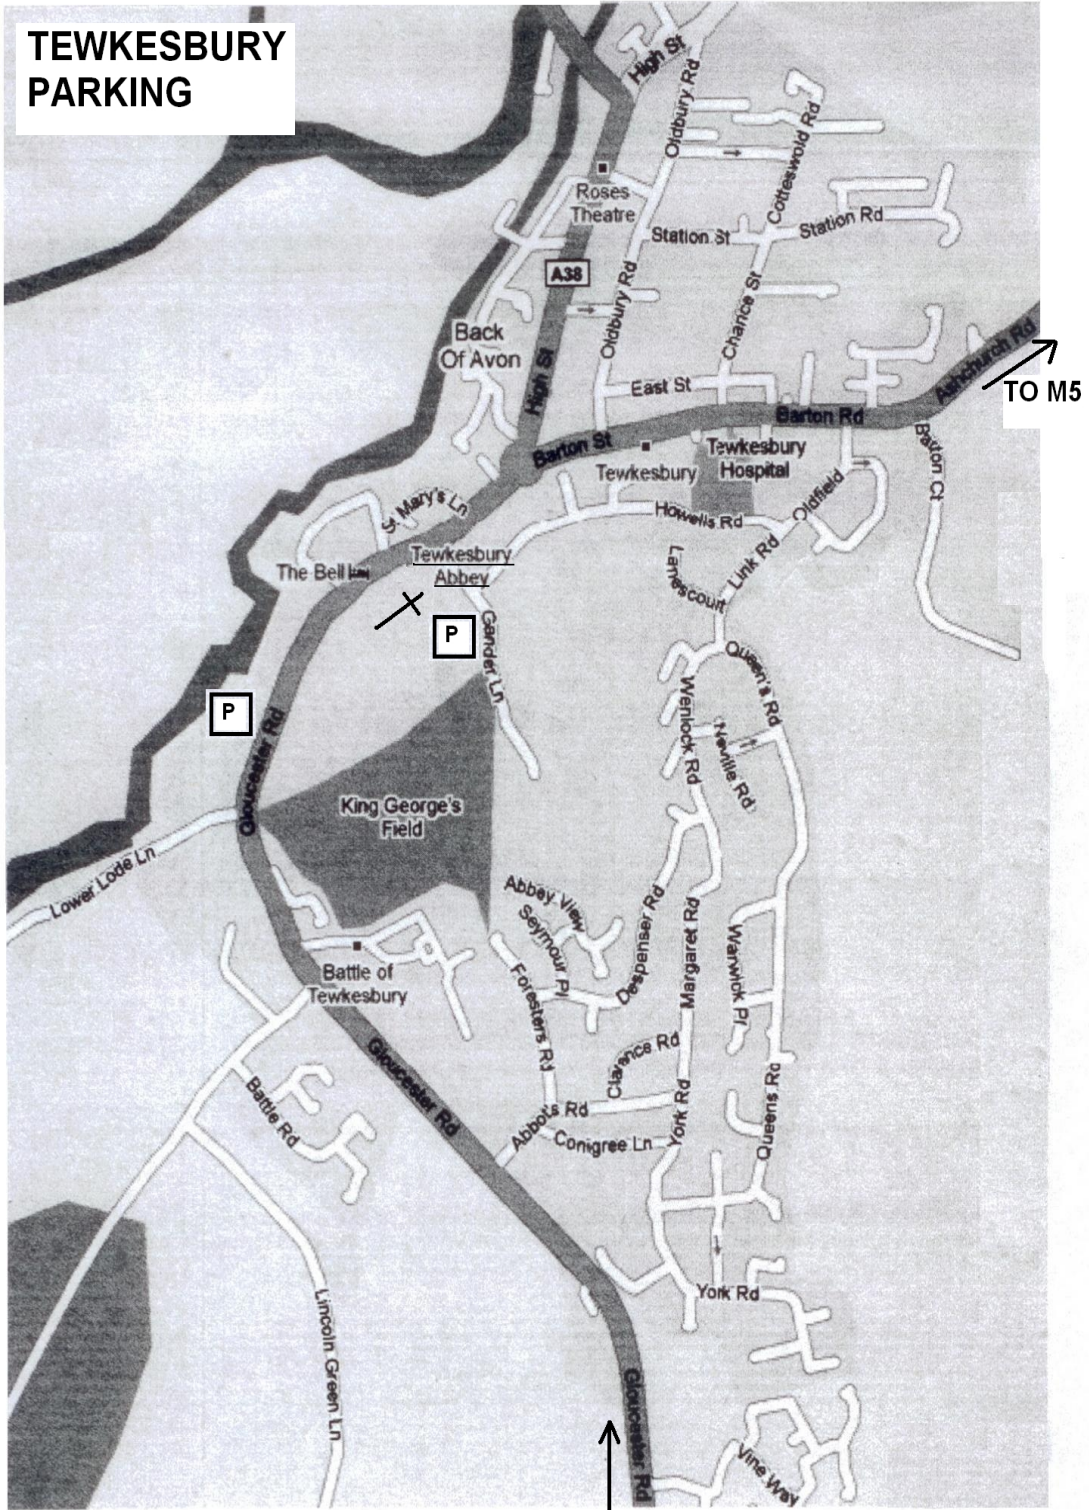 TEWKESBURY
PARKING
High St
Oldbury Rd
Cotteswold Rd
Roses
Theatre
Station St
Station Rd
A38
Oldbury Rd
Chance St
Back
Of Avon
High St
East St
Ashchurch Rd
TO M5
Barton Rd
Barton St
Tewkesbury
Tewkesbury
Hospital
Barton Ct
St. Mary's Ln
Howells Rd
Oldfield
Link Rd
Lanescourt
The Bell Inn
Tewkesbury
Abbey
P
Gander Ln
Queen's Rd
Wenlock Rd
Neville Rd
P
Gloucester Rd
King George's
Field
Lower Lode Ln
Abbey View
Seymour Pl
Despenser Rd
Margaret Rd
Warwick Pl
Foresters Rd
Battle of
Tewkesbury
Gloucester Rd
Clarence Rd
Battle Rd
Abbots Rd
Conigree Ln
York Rd
Queens Rd
York Rd
Lincoln Green Ln
Gloucester Rd
Vine Way